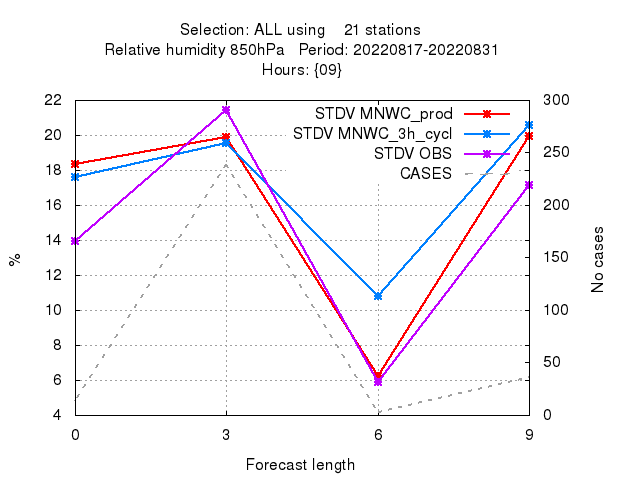 Selection: ALL using    21 stations
Relative humidity 850hPa   Period: 20220817-20220831
Hours: {09}
STDV MNWC_prod
STDV MNWC_3h_cycl
STDV OBS
CASES
%
22
20
18
16
14
12
10
8
6
4
300
250
200
150
100
50
0
No cases
0 3 6 9
Forecast length